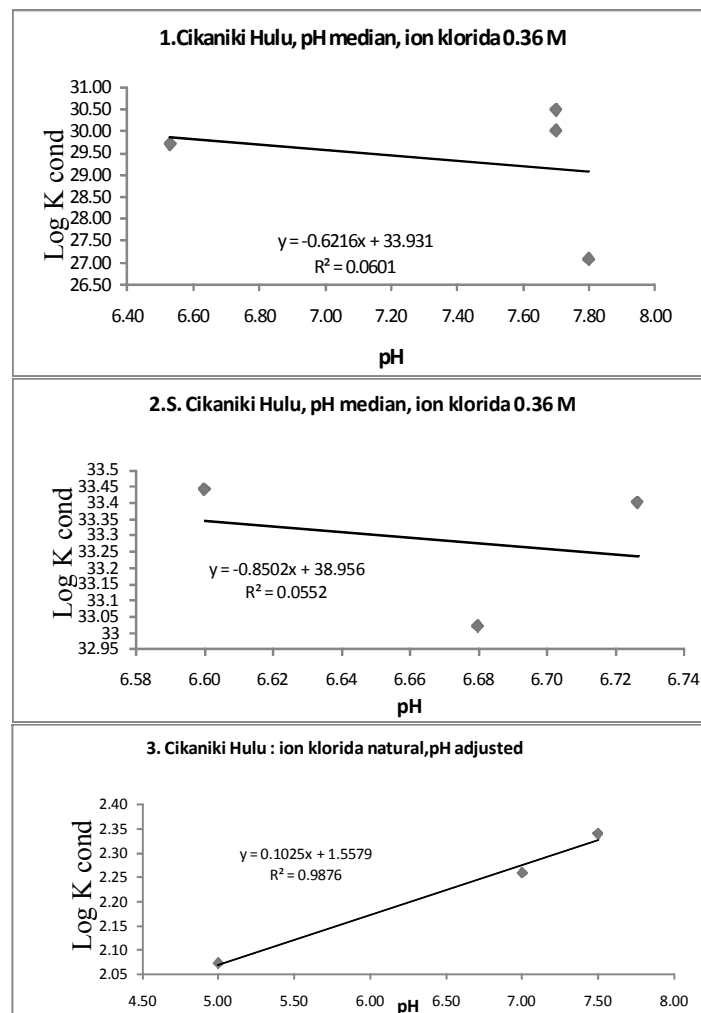 1.Cikaniki Hulu, pH median, ion klorida 0.36 M
Log K cond
31.00
30.50
30.00
29.50
29.00
28.50
28.00
27.50
27.00
26.50
y = -0.6216x + 33.931
R² = 0.0601
6.40 6.60 6.80 7.00 7.20 7.40 7.60 7.80 8.00
pH
2.S. Cikaniki Hulu, pH median, ion klorida 0.36 M
Log K cond
33.5
33.45
33.4
33.35
33.3
33.25
33.2
33.15
33.1
33.05
33
32.95
y = -0.8502x + 38.956
R² = 0.0552
6.58 6.60 6.62 6.64 6.66 6.68 6.70 6.72 6.74
pH
3. Cikaniki Hulu : ion klorida natural,pH adjusted
Log K cond
2.40
2.35
2.30
2.25
2.20
2.15
2.10
2.05
y = 0.1025x + 1.5579
R² = 0.9876
4.50 5.00 5.50 6.00 6.50 7.00 7.50 8.00
pH